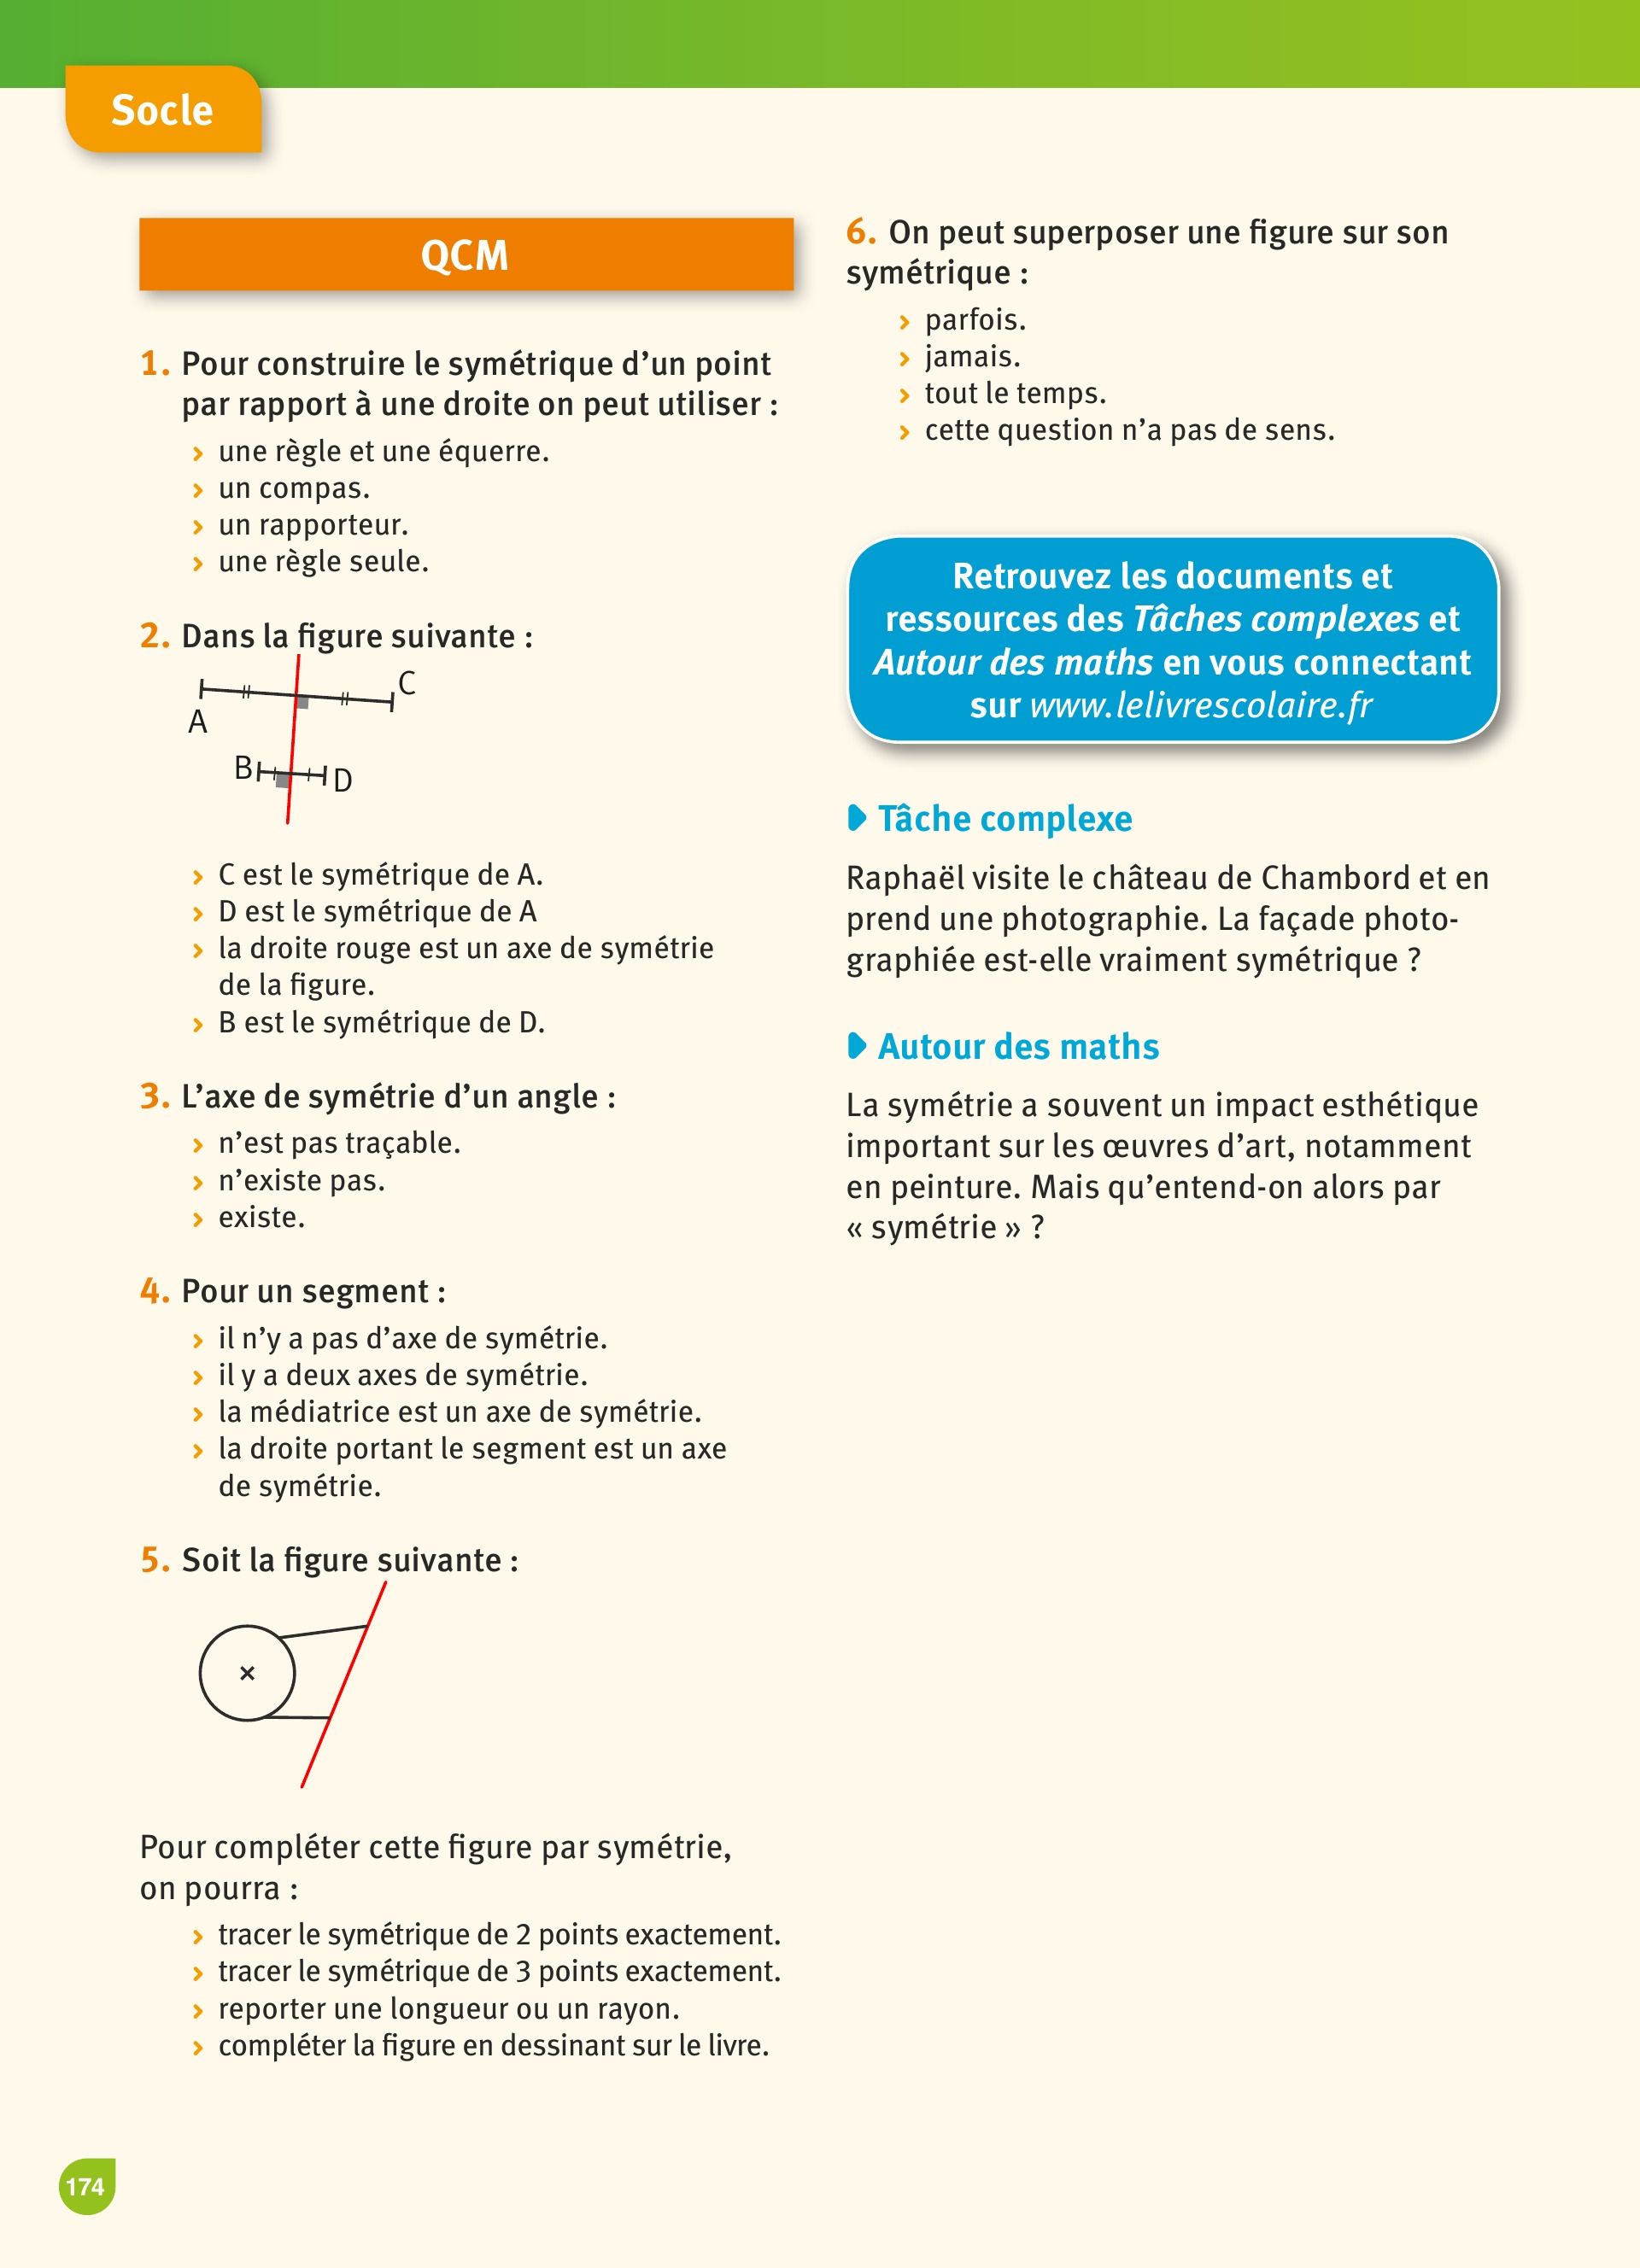 Socle
QCM
1. Pour construire le symétrique d’un point
par rapport à une droite on peut utiliser :
› une règle et une équerre.
› un compas.
› un rapporteur.
› une règle seule.
2. Dans la figure suivante :
C
A
B
D
› C est le symétrique de A.
› D est le symétrique de A
› la droite rouge est un axe de symétrie
de la figure.
› B est le symétrique de D.
3. L’axe de symétrie d’un angle :
› n’est pas traçable.
› n’existe pas.
› existe.
4. Pour un segment :
› il n’y a pas d’axe de symétrie.
› il y a deux axes de symétrie.
› la médiatrice est un axe de symétrie.
› la droite portant le segment est un axe
de symétrie.
5. Soit la figure suivante :
Pour compléter cette figure par symétrie,
on pourra :
› tracer le symétrique de 2 points exactement.
› tracer le symétrique de 3 points exactement.
› reporter une longueur ou un rayon.
› compléter la figure en dessinant sur le livre.
6. On peut superposer une figure sur son
symétrique :
› parfois.
› jamais.
› tout le temps.
› cette question n’a pas de sens.
Retrouvez les documents et
ressources des Tâches complexes et
Autour des maths en vous connectant
sur www.lelivrescolaire.fr
Tâche complexe
Raphaël visite le château de Chambord et en
prend une photographie. La façade photo-
graphiée est-elle vraiment symétrique ?
Autour des maths
La symétrie a souvent un impact esthétique
important sur les œuvres d’art, notamment
en peinture. Mais qu’entend-on alors par
« symétrie » ?
174